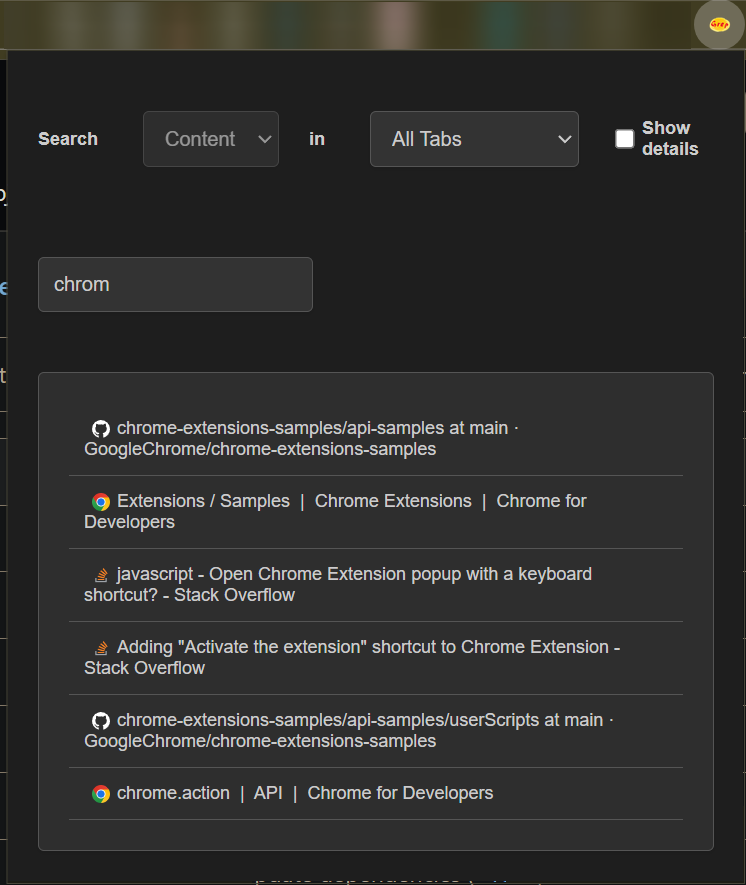 Grep
Search Content in All Tabs Show
details
chrom
chrome-extensions-samples/api-samples at main ·
GoogleChrome/chrome-extensions-samples
Extensions / Samples | Chrome Extensions | Chrome for
Developers
javascript - Open Chrome Extension popup with a keyboard
shortcut? - Stack Overflow
Adding "Activate the extension" shortcut to Chrome Extension -
Stack Overflow
chrome-extensions-samples/api-samples/userScripts at main ·
GoogleChrome/chrome-extensions-samples
chrome.action | API | Chrome for Developers